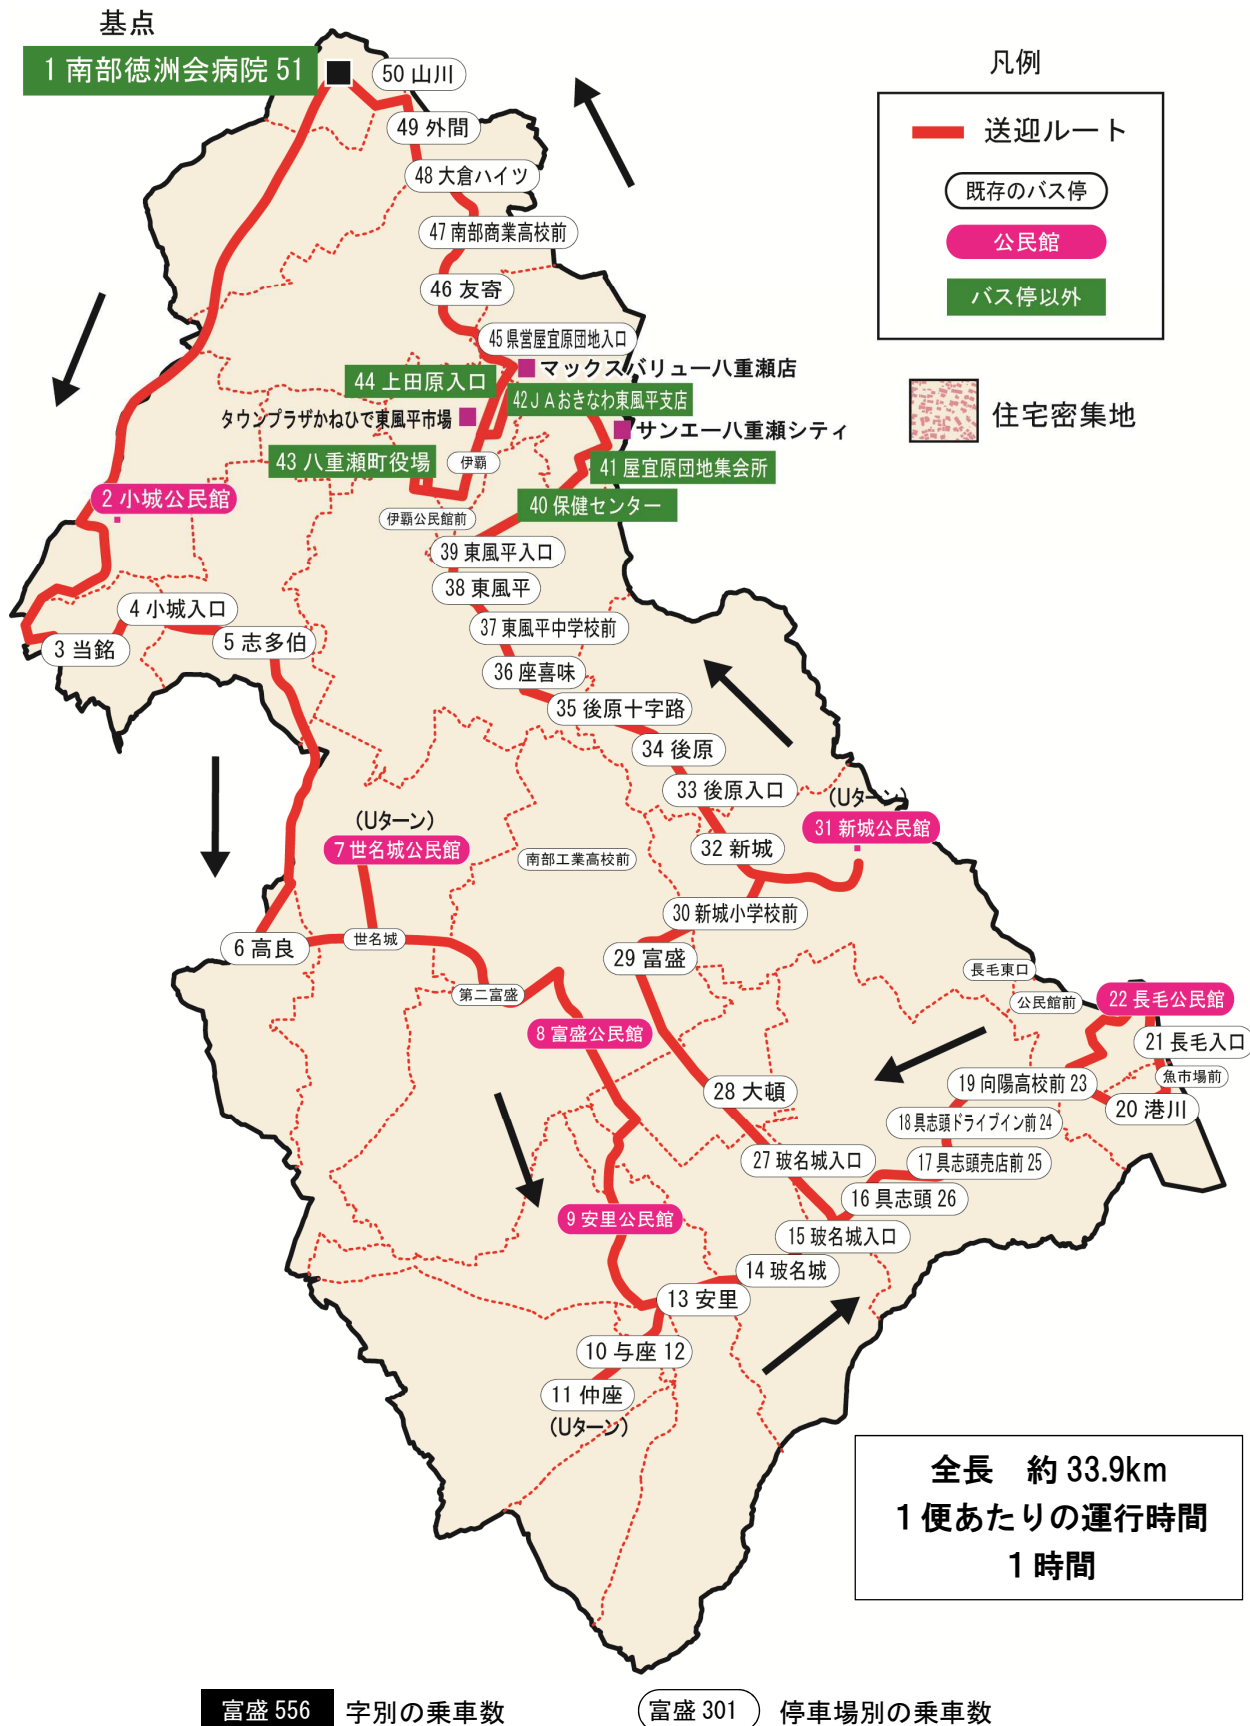 基点
1 南部徳洲会病院 51
50 山川
49 外間
48 大倉ハイツ
47 南部商業高校前
46 友寄
45 県営屋宜原団地入口
マックスバリュー八重瀬店
44 上田原入口
42 JAおきなわ東風平支店
タウンプラザかねひで東風平市場
サンエー八重瀬シティ
43 八重瀬町役場
伊覇
41 屋宜原団地集会所
40 保健センター
伊覇公民館前
39 東風平入口
38 東風平
37 東風平中学校前
36 座喜味
35 後原十字路
34 後原
33 後原入口
(Uターン)
31 新城公民館
32 新城
30 新城小学校前
29 富盛
2 小城公民館
4 小城入口
3 当銘
5 志多伯
(Uターン)
7 世名城公民館
南部工業高校前
6 高良
世名城
第二富盛
8 富盛公民館
長毛東口
公民館前
22 長毛公民館
21 長毛入口
魚市場前
19 向陽高校前 23
20 港川
18 具志頭ドライブイン前 24
17 具志頭売店前 25
28 大頓
27 玻名城入口
16 具志頭 26
15 玻名城入口
14 玻名城
9 安里公民館
13 安里
10 与座 12
11 仲座
(Uターン)
凡例
送迎ルート
既存のバス停
公民館
バス停以外
住宅密集地
全長 約 33.9km
1便あたりの運行時間
1時間
富盛 556 字別の乗車数
富盛 301 停車場別の乗車数